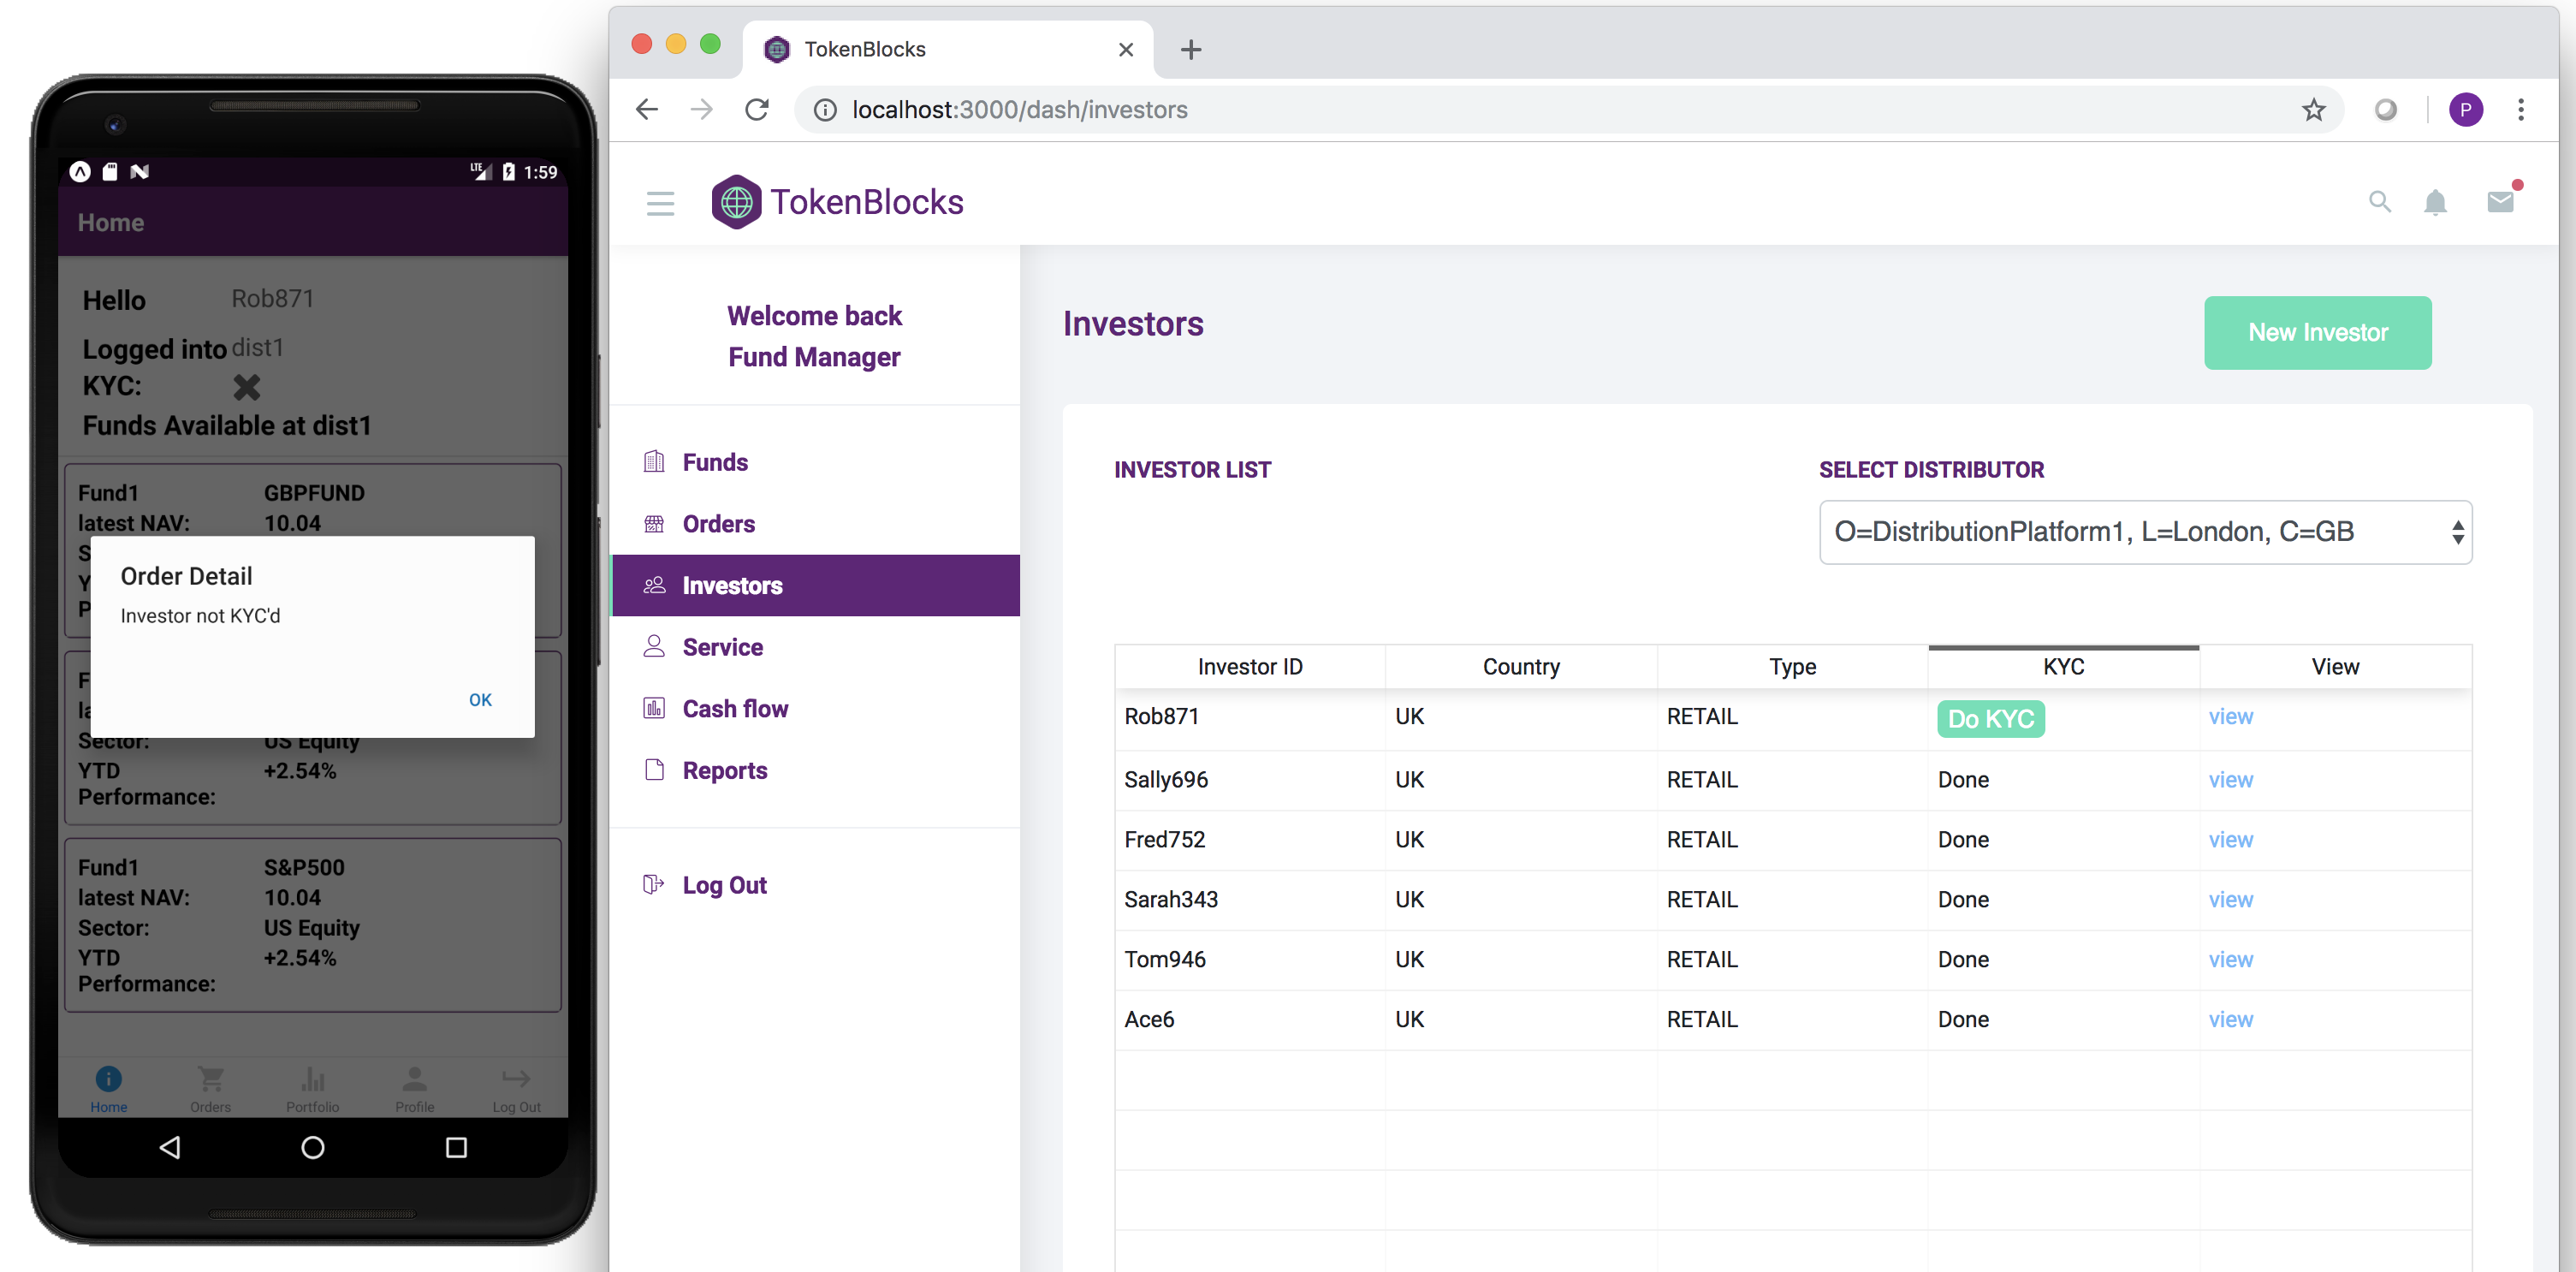 LTE 1:59
Home
Hello Rob871
Logged into dist1
KYC:
Funds Available at dist1
Fund1 GBPFUND
latest NAV: 10.04
S
Y
P
Order Detail
Investor not KYC'd
OK
F
la
Sector: US Equity
YTD +2.54%
Performance:
Fund1 S&P500
latest NAV: 10.04
Sector: US Equity
YTD +2.54%
Performance:
Home Orders Portfolio Profile Log Out
TokenBlocks
localhost:3000/dash/investors
P
TokenBlocks
Welcome back
Fund Manager
Funds
Orders
Investors
Service
Cash flow
Reports
Log Out
Investors
New Investor
INVESTOR LIST
SELECT DISTRIBUTOR
O=DistributionPlatform1, L=London, C=GB
Investor ID Country Type KYC View
Rob871 UK RETAIL Do KYC view
Sally696 UK RETAIL Done view
Fred752 UK RETAIL Done view
Sarah343 UK RETAIL Done view
Tom946 UK RETAIL Done view
Ace6 UK RETAIL Done view